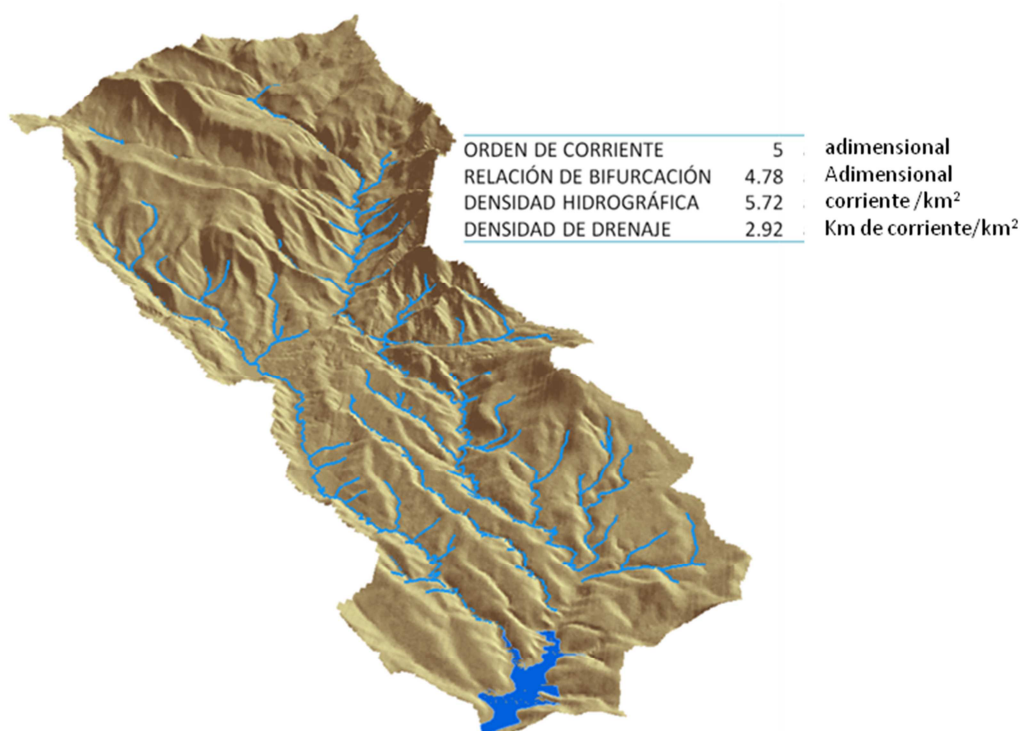 ORDEN DE CORRIENTE 5 adimensional
RELACIÓN DE BIFURCACIÓN 4.78 Adimensional
DENSIDAD HIDROGRÁFICA 5.72 corriente /km²
DENSIDAD DE DRENAJE 2.92 Km de corriente/km²